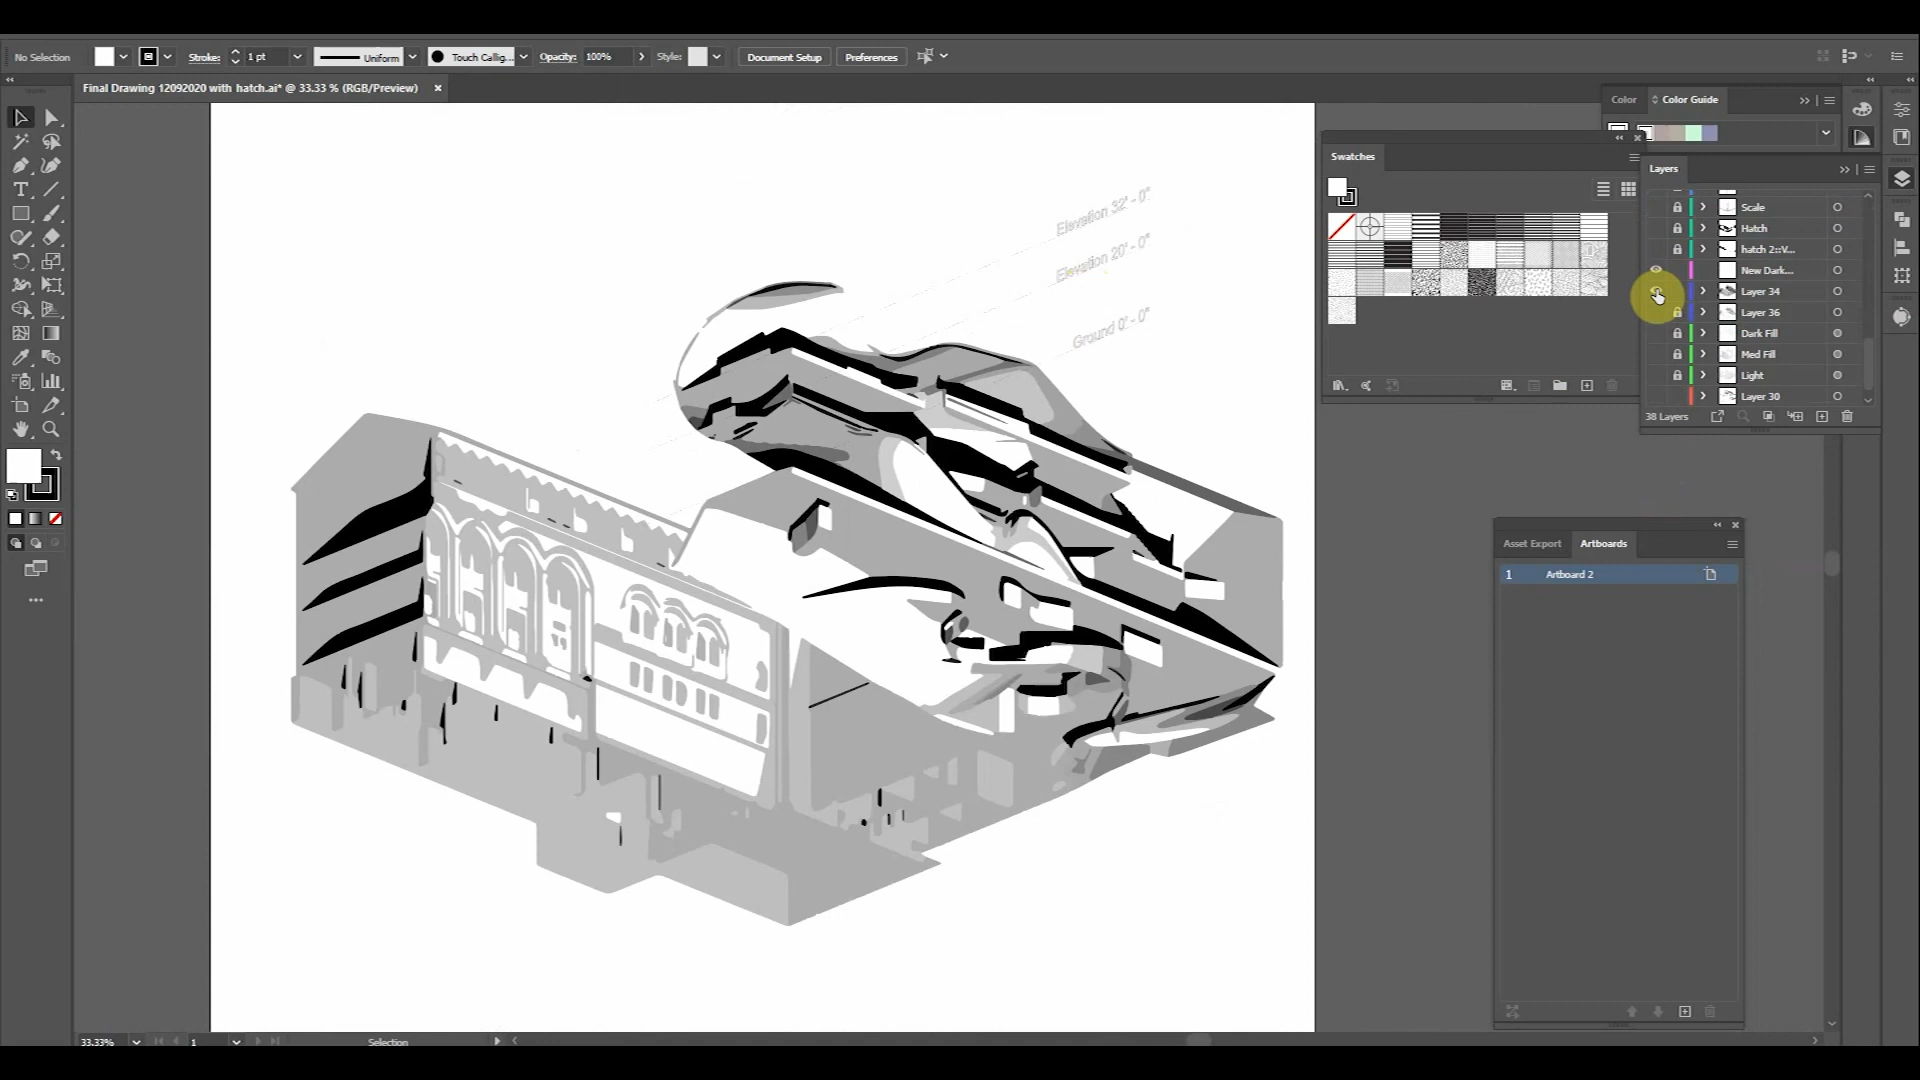 No Selection Stroke: 1 pt Uniform Touch Callig... Opacity: 100% Style: Document Setup Preferences
Final Drawing 12092020 with hatch.ai* @ 33.33 % (RGB/Preview) ×
Color Color Guide
Swatches
Layers
Scale
Hatch
hatch 2::V...
New Dark...
Layer 34
Layer 36
Dark Fill
Med Fill
Light
Layer 30
38 Layers
Elevation 32' - 0"
Elevation 20' - 0"
Ground 0' - 0"
Asset Export Artboards
1 Artboard 2
33.33% 1 Selection